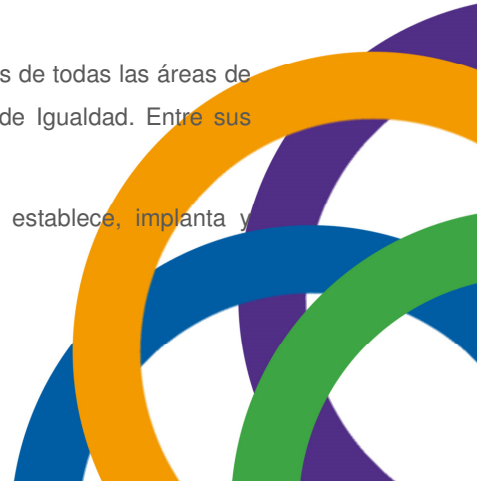 s de todas las áreas de
de Igualdad. Entre sus
establece, implanta y